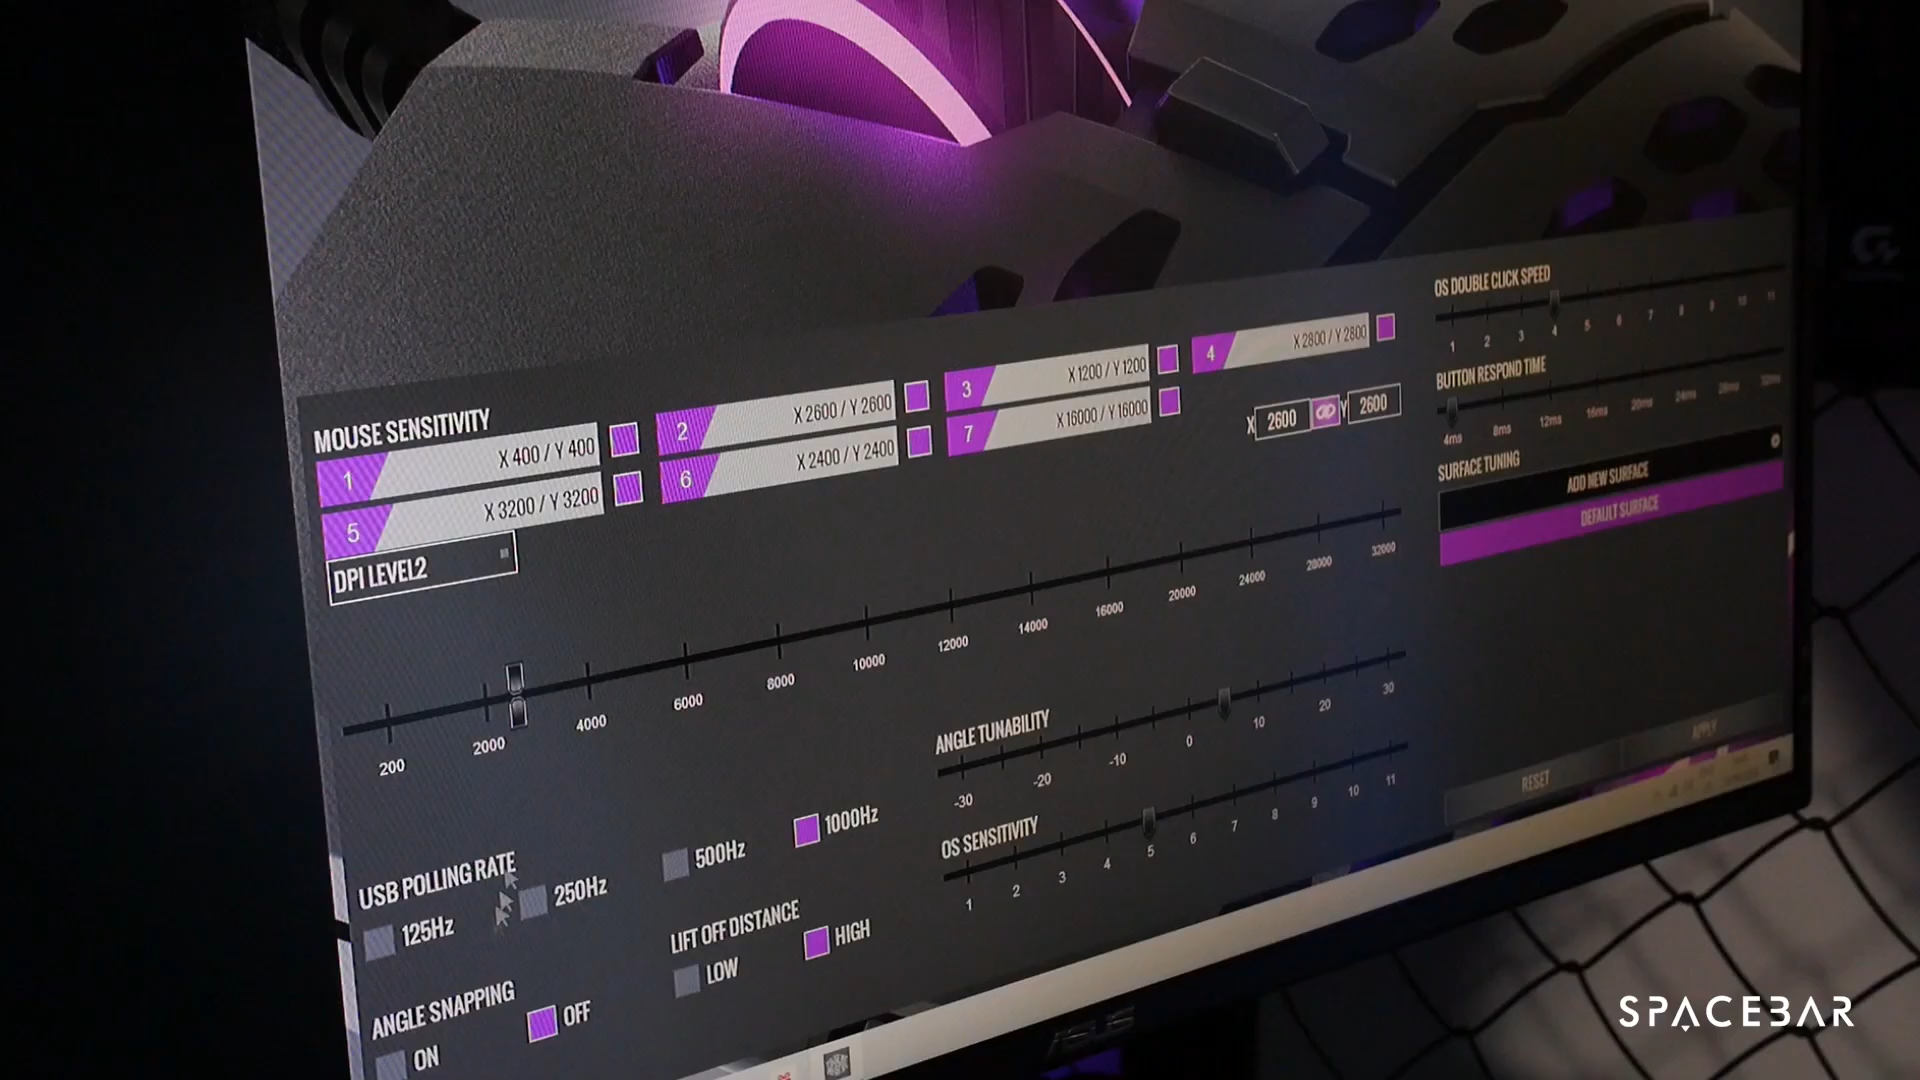 MOUSE SENSITIVITY
1 X 400 / Y 400
2 X 2600 / Y 2600
3 X 1200 / Y 1200
4 X 2800 / Y 2800
5 X 3200 / Y 3200
6 X 2400 / Y 2400
7 X 16000 / Y 16000
X 2600 Y 2600
DPI LEVEL2
200 2000 4000 6000 8000 10000 12000 14000 16000 20000 24000 28000 32000
USB POLLING RATE
125Hz 250Hz 500Hz 1000Hz
ANGLE SNAPPING
ON OFF
LIFT OFF DISTANCE
LOW HIGH
ANGLE TUNABILITY
-30 -20 -10 0 10 20 30
OS SENSITIVITY
1 2 3 4 5 6 7 8 9 10 11
OS DOUBLE CLICK SPEED
1 2 3 4 5 6 7 8 9 10 11
BUTTON RESPOND TIME
4ms 8ms 12ms 16ms 20ms 24ms 28ms 32ms
SURFACE TUNING
ADD NEW SURFACE
DEFAULT SURFACE
RESET APPLY
SPACEBAR